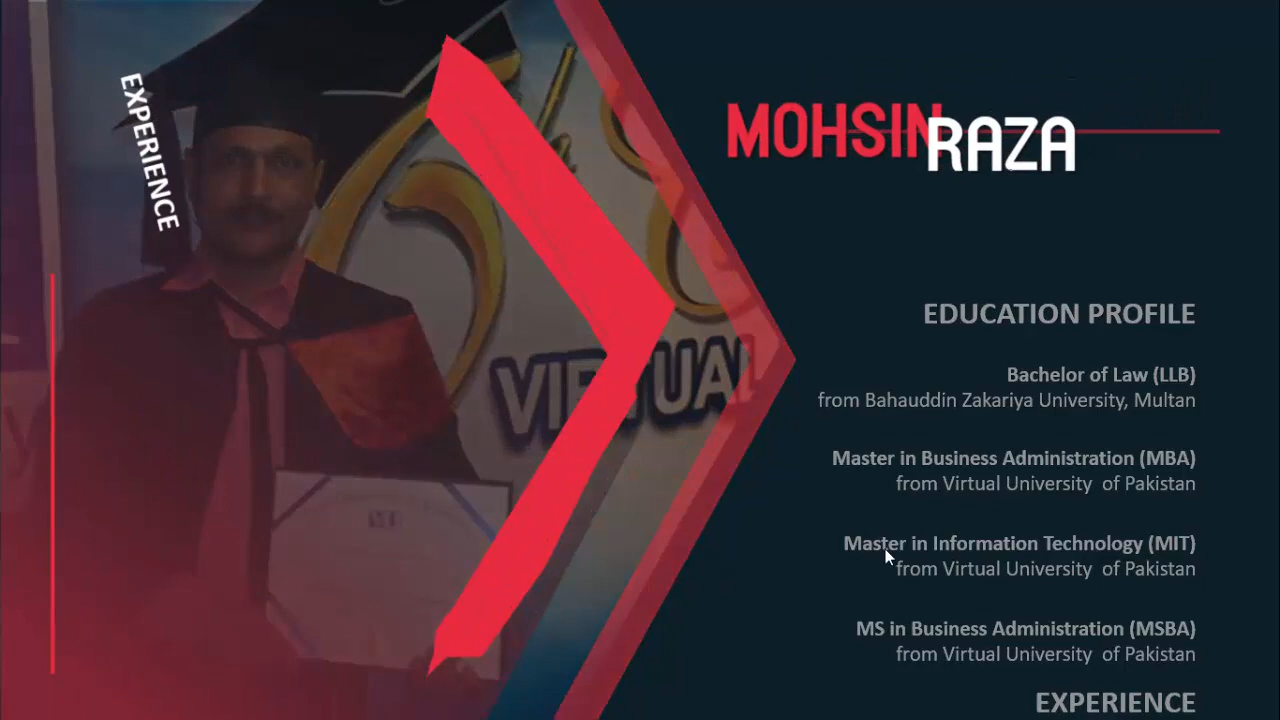 EXPERIENCE
MOHSIN
RAZA
VIRTUAL
EDUCATION PROFILE
Bachelor of Law (LLB)
from Bahauddin Zakariya University, Multan
Master in Business Administration (MBA)
from Virtual University of Pakistan
Master in Information Technology (MIT)
from Virtual University of Pakistan
MS in Business Administration (MSBA)
from Virtual University of Pakistan
EXPERIENCE